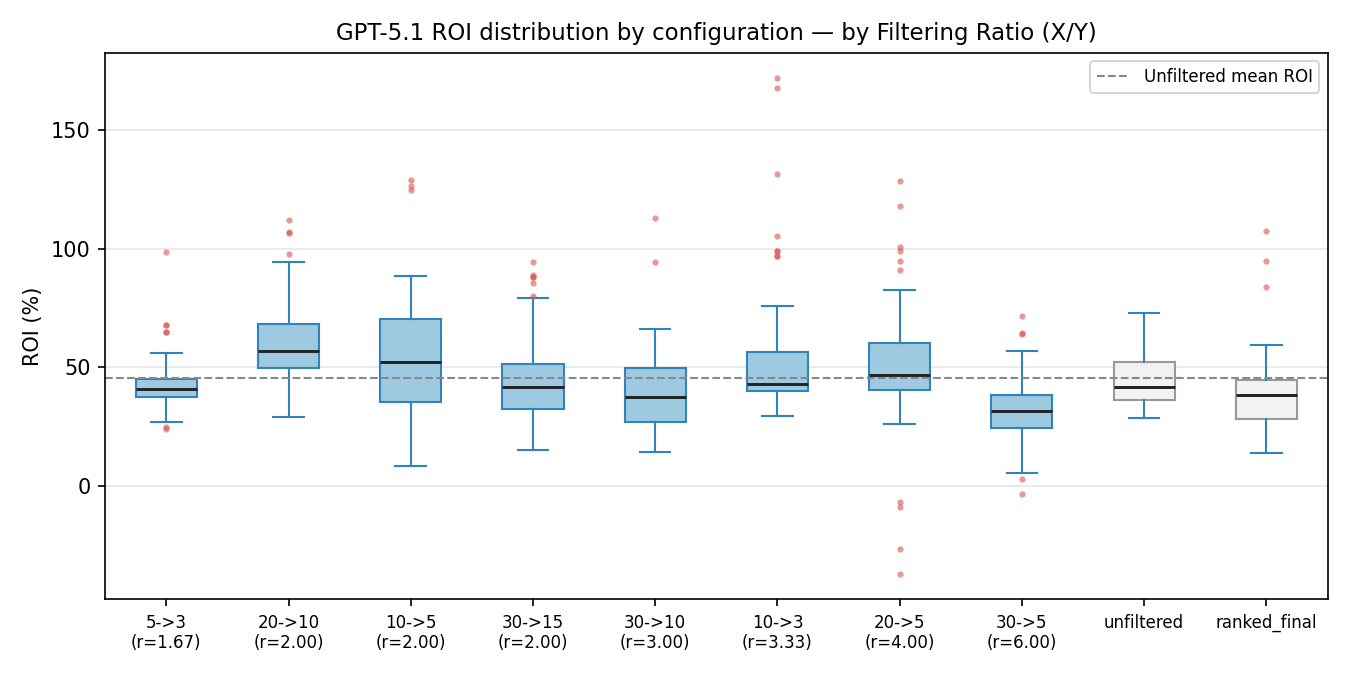 GPT-5.1 ROI distribution by configuration — by Filtering Ratio (X/Y)
Unfiltered mean ROI
ROI (%)
150
100
50
0
5->3
(r=1.67)
20->10
(r=2.00)
10->5
(r=2.00)
30->15
(r=2.00)
30->10
(r=3.00)
10->3
(r=3.33)
20->5
(r=4.00)
30->5
(r=6.00)
unfiltered
ranked_final